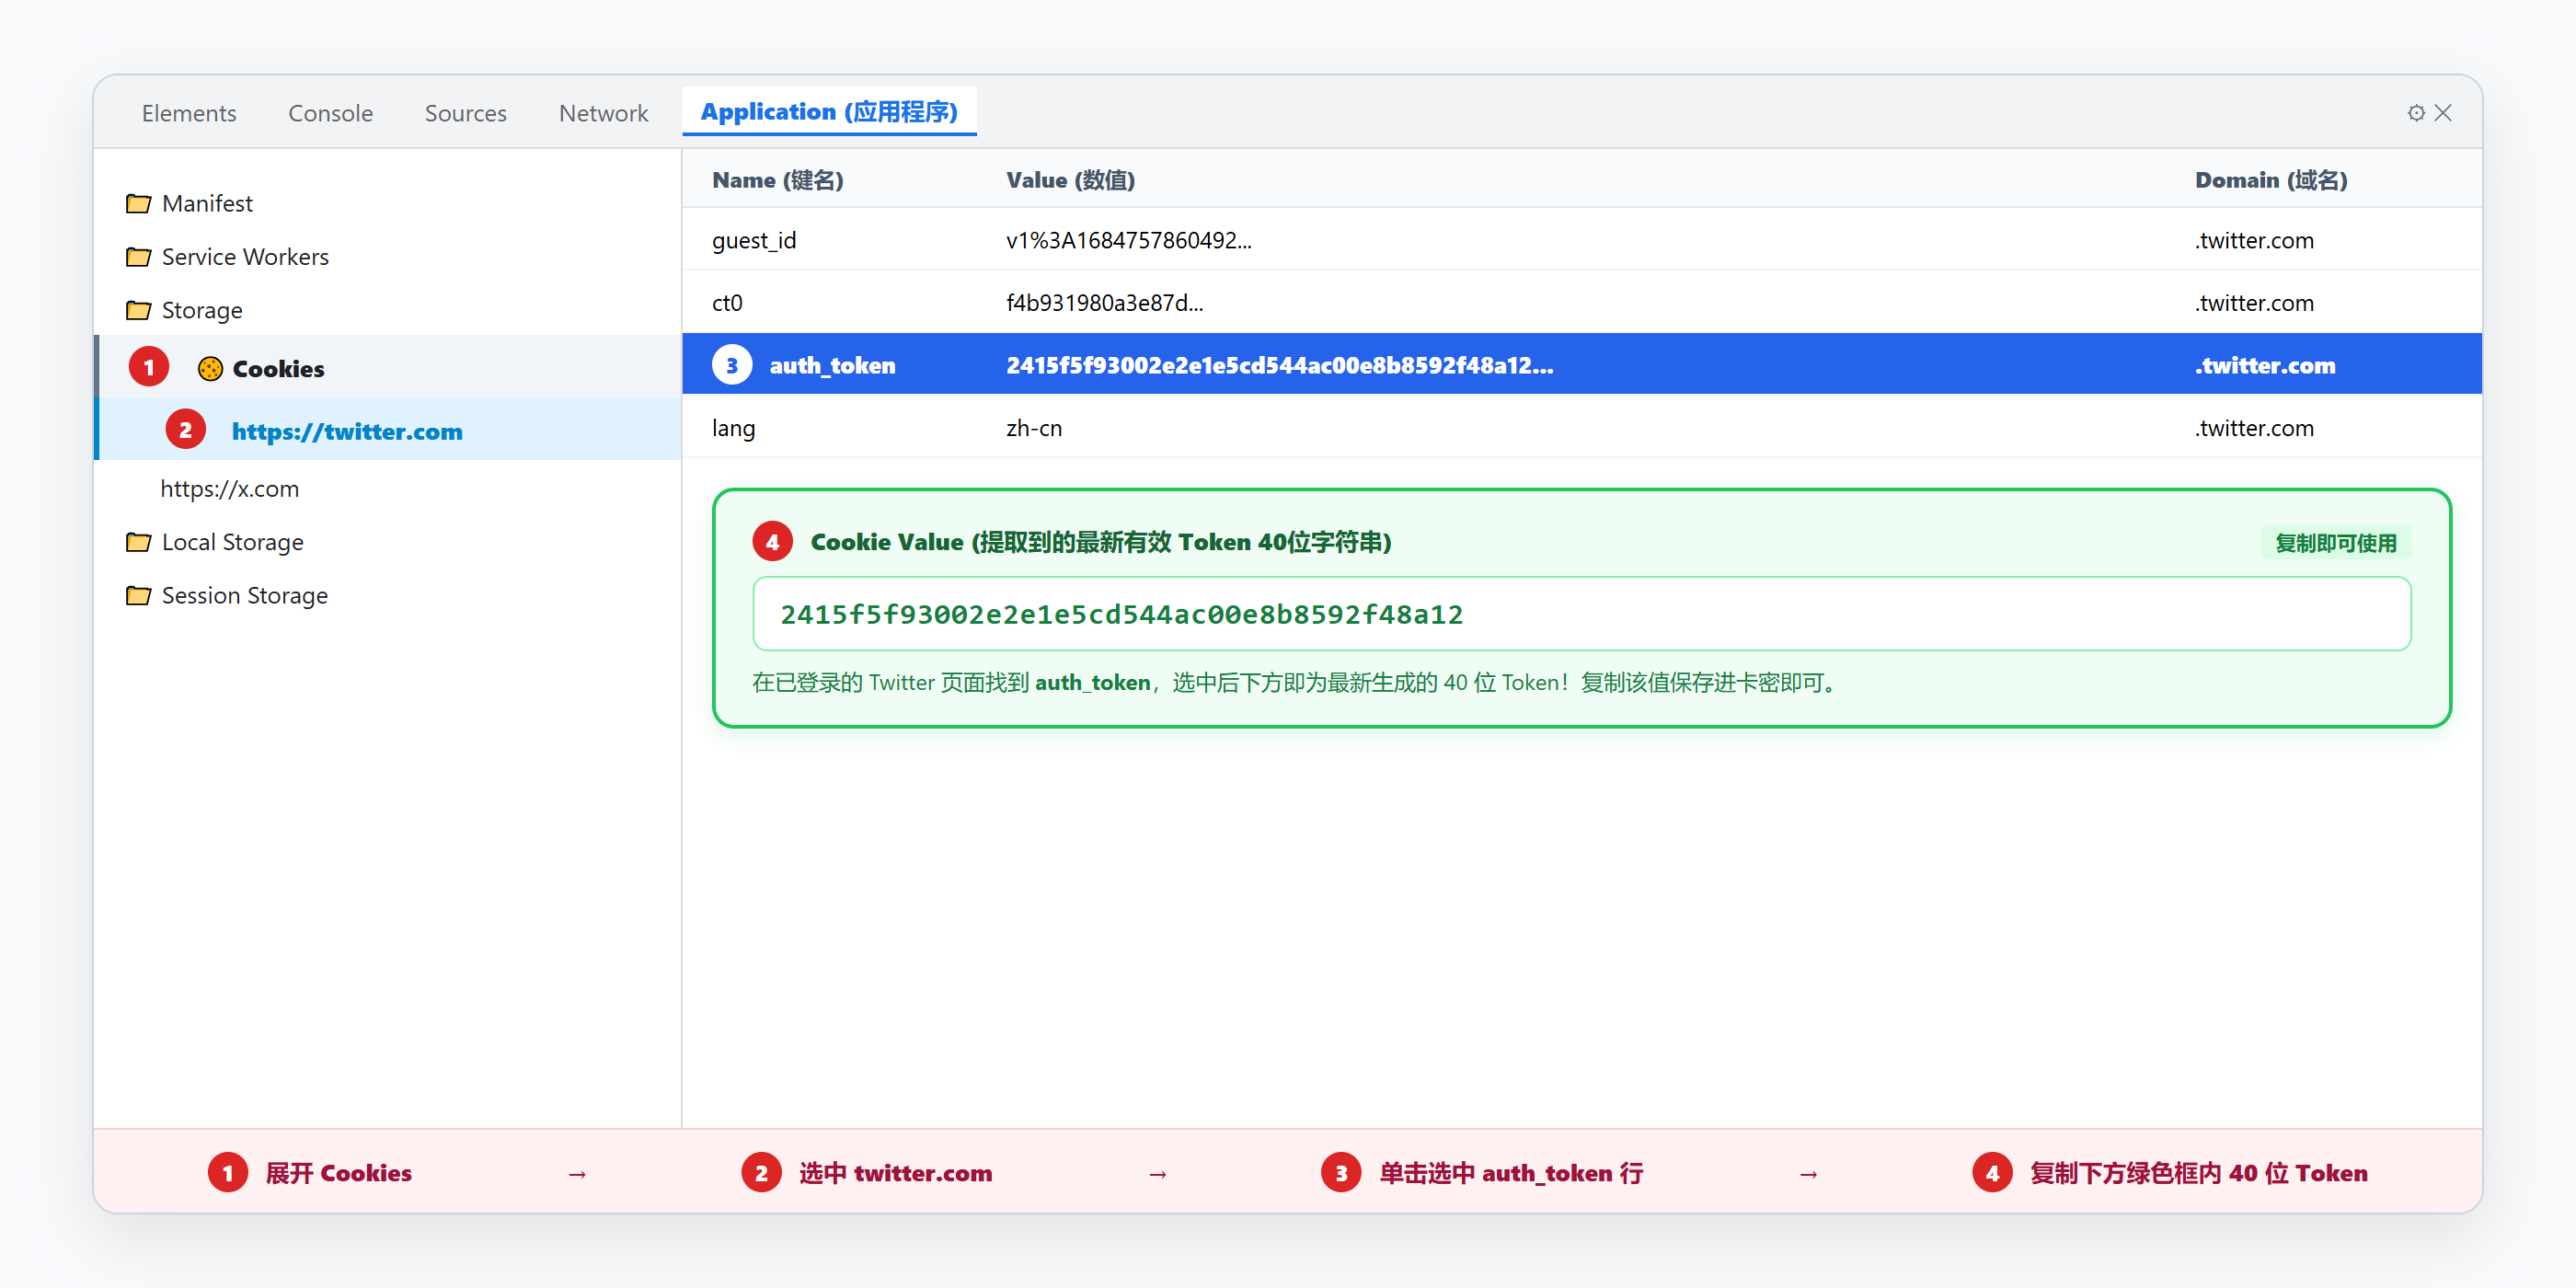 Elements Console Sources Network Application (应用程序)
Manifest
Service Workers
Storage
1 Cookies
2 https://twitter.com
https://x.com
Local Storage
Session Storage
Name (键名) Value (数值) Domain (域名)
guest_id v1%3A1684757860492... .twitter.com
ct0 f4b931980a3e87d... .twitter.com
3 auth_token 2415f5f93002e2e1e5cd544ac00e8b8592f48a12... .twitter.com
lang zh-cn .twitter.com
4 Cookie Value (提取到的最新有效 Token 40位字符串) 复制即可使用
2415f5f93002e2e1e5cd544ac00e8b8592f48a12
在已登录的 Twitter 页面找到 auth_token，选中后下方即为最新生成的 40 位 Token！复制该值保存进卡密即可。
1 展开 Cookies → 2 选中 twitter.com → 3 单击选中 auth_token 行 → 4 复制下方绿色框内 40 位 Token